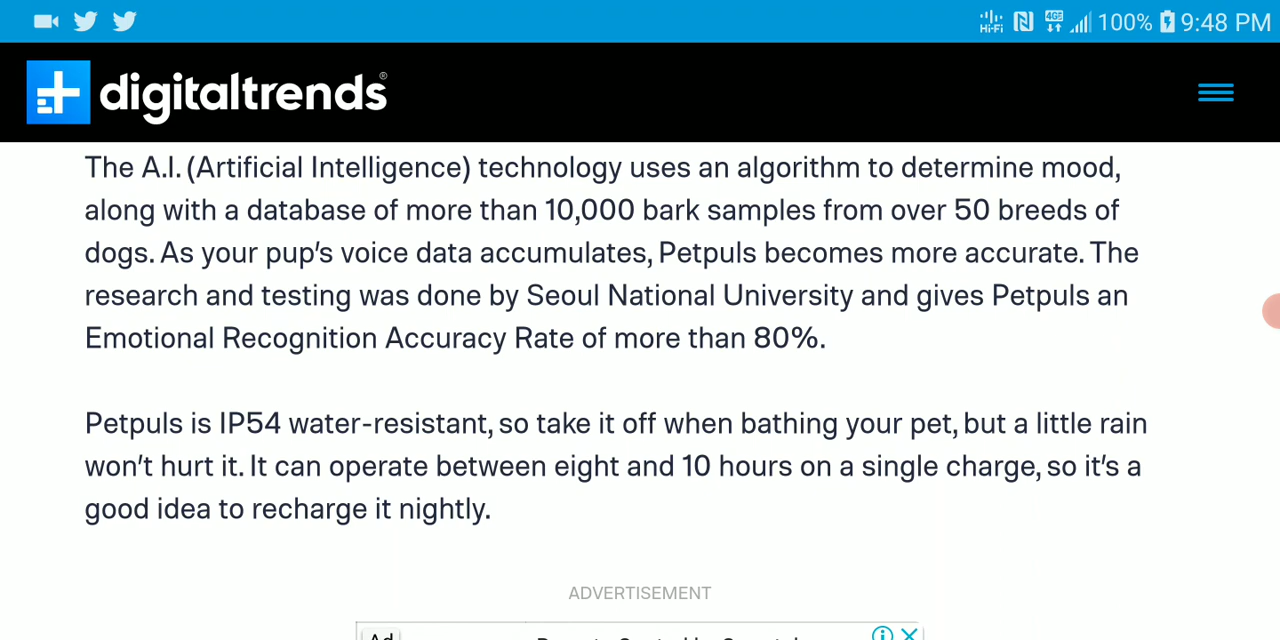 Hi-Fi 4GE 100% 9:48 PM
digitaltrends®
The A.I. (Artificial Intelligence) technology uses an algorithm to determine mood,
along with a database of more than 10,000 bark samples from over 50 breeds of
dogs. As your pup's voice data accumulates, Petpuls becomes more accurate. The
research and testing was done by Seoul National University and gives Petpuls an
Emotional Recognition Accuracy Rate of more than 80%.
Petpuls is IP54 water-resistant, so take it off when bathing your pet, but a little rain
won't hurt it. It can operate between eight and 10 hours on a single charge, so it's a
good idea to recharge it nightly.
ADVERTISEMENT
Ad